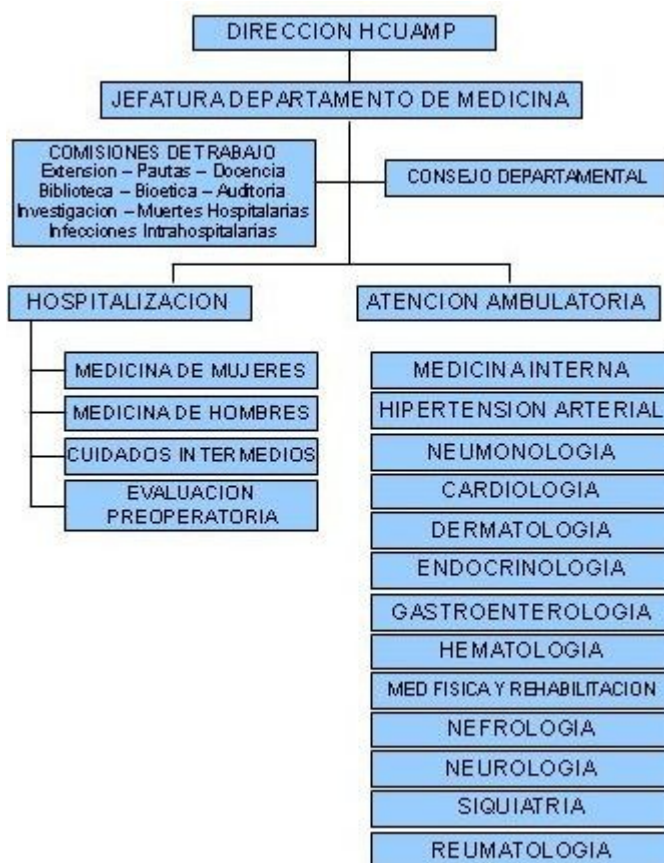 DIRECCION HCUAMP
JEFATURA DEPARTAMENTO DE MEDICINA
COMISIONES DE TRABAJO
Extension – Pautas – Docencia
Biblioteca – Bioetica – Auditoria
Investigacion – Muertes Hospitalarias
Infecciones Intrahospitalarias
CONSEJO DEPARTAMENTAL
HOSPITALIZACION
MEDICINA DE MUJERES
MEDICINA DE HOMBRES
CUIDADOS INTERMEDIOS
EVALUACION
PREOPERATORIA
ATENCION AMBULATORIA
MEDICINA INTERNA
HIPERTENSION ARTERIAL
NEUMONOLOGIA
CARDIOLOGIA
DERMATOLOGIA
ENDOCRINOLOGIA
GASTROENTEROLOGIA
HEMATOLOGIA
MED FISICA Y REHABILITACION
NEFROLOGIA
NEUROLOGIA
SIQUIATRIA
REUMATOLOGIA